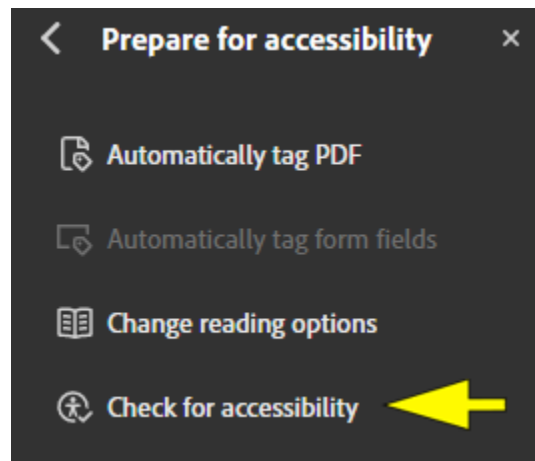 Prepare for accessibility
Automatically tag PDF
Automatically tag form fields
Change reading options
Check for accessibility